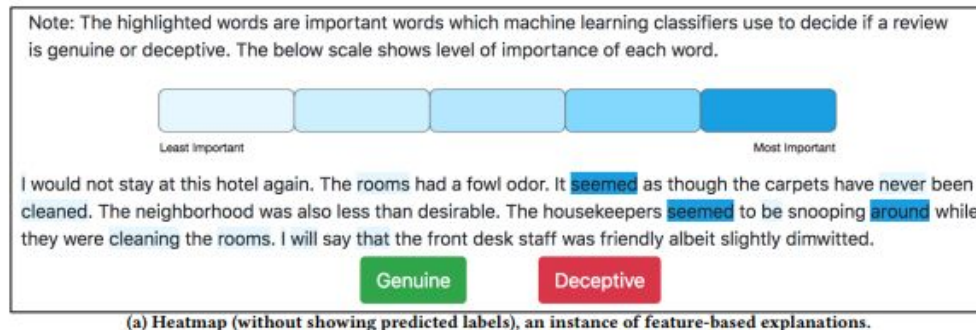 Note: The highlighted words are important words which machine learning classifiers use to decide if a review
is genuine or deceptive. The below scale shows level of importance of each word.
Least Important
Most Important
I would not stay at this hotel again. The rooms had a fowl odor. It seemed as though the carpets have never been
cleaned. The neighborhood was also less than desirable. The housekeepers seemed to be snooping around while
they were cleaning the rooms. I will say that the front desk staff was friendly albeit slightly dimwitted.
Genuine
Deceptive
(a) Heatmap (without showing predicted labels), an instance of feature-based explanations.